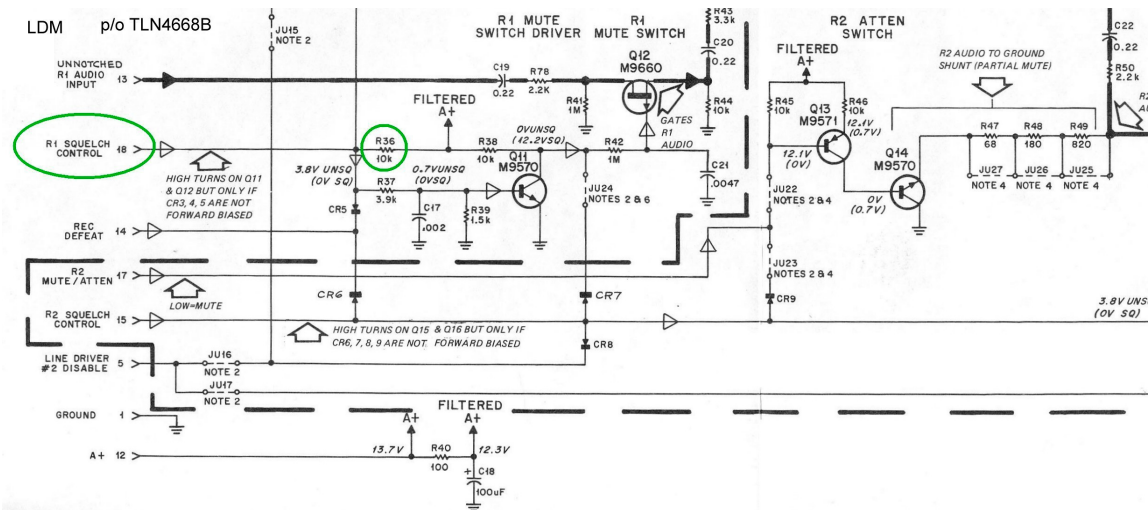 LDM
p/o TLN4668B
JU15
NOTE 2
R1 MUTE
SWITCH DRIVER
R1
MUTE SWITCH
Q12
M9660
R43
3.3k
C20
0.22
R2 ATTEN
SWITCH
FILTERED
A+
C22
0.22
R50
2.2k
R2 AUDIO TO GROUND
SHUNT (PARTIAL MUTE)
UNNOTCHED
R1 AUDIO
INPUT
13
C19
0.22
R78
2.2K
R41
1M
R44
10k
GATES
R1
AUDIO
R45
10k
Q13
M9571
R46
10k
12.1V
(0.7V)
R1 SQUELCH
CONTROL
18
R36
10k
FILTERED
A+
R38
10k
0VUNSQ
(12.2VSQ)
R42
1M
Q11
M9570
12.1V
(0V)
Q14
M9570
R47
68
R48
180
R49
820
HIGH TURNS ON Q11
& Q12 BUT ONLY IF
CR3, 4, 5 ARE NOT
FORWARD BIASED
3.8V UNSQ
(0V SQ)
0.7VUNSQ
(0VSQ)
R37
3.9k
C17
.002
R39
1.5k
CR5
JU24
NOTES 2 & 6
C21
.0047
JU22
NOTES 2 & 4
0V
(0.7V)
JU27
NOTE 4
JU26
NOTE 4
JU25
NOTE 4
REC
DEFEAT
14
R2
MUTE/ATTEN
17
LOW=MUTE
JU23
NOTES 2 & 4
CR6
CR7
CR9
R2 SQUELCH
CONTROL
15
HIGH TURNS ON Q15 & Q16 BUT ONLY IF
CR6, 7, 8, 9 ARE NOT FORWARD BIASED
CR8
3.8V UNS
(0V SQ)
LINE DRIVER
#2 DISABLE
5
JU16
NOTE 2
JU17
NOTE 2
GROUND
1
A+
FILTERED
A+
A+ 12
13.7V
R40
100
12.3V
+
C18
100uF